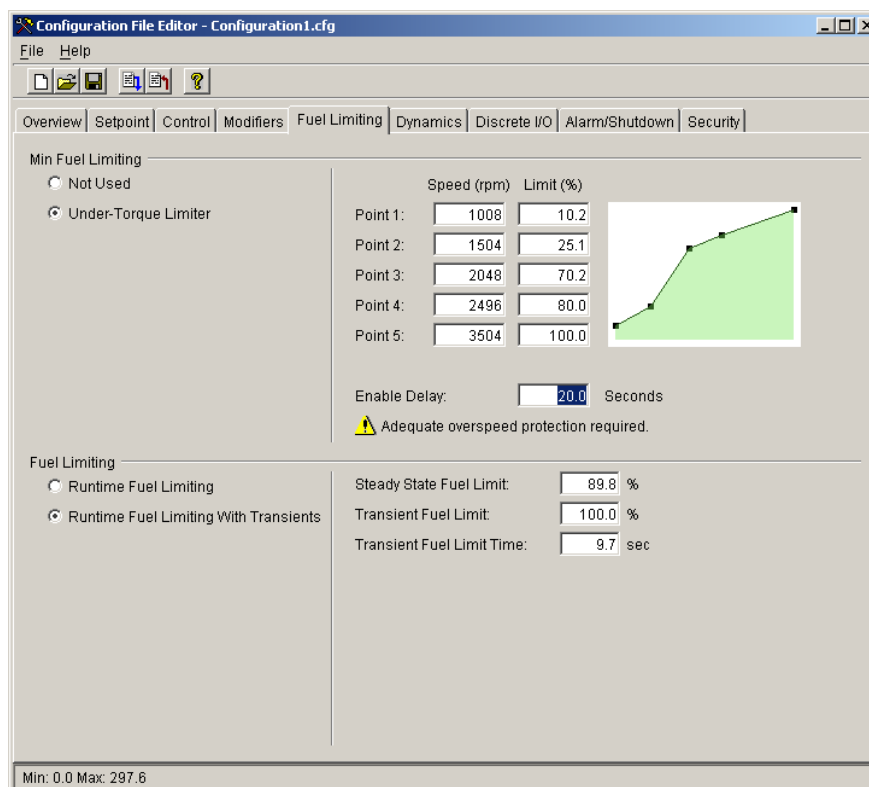 Configuration File Editor - Configuration1.cfg
File Help
Overview Setpoint Control Modifiers Fuel Limiting Dynamics Discrete I/O Alarm/Shutdown Security
Min Fuel Limiting
Not Used
Under-Torque Limiter
Speed (rpm) Limit (%)
Point 1: 1008 10.2
Point 2: 1504 25.1
Point 3: 2048 70.2
Point 4: 2496 80.0
Point 5: 3504 100.0
Enable Delay: 20.0 Seconds
Adequate overspeed protection required.
Fuel Limiting
Runtime Fuel Limiting
Runtime Fuel Limiting With Transients
Steady State Fuel Limit: 89.8 %
Transient Fuel Limit: 100.0 %
Transient Fuel Limit Time: 9.7 sec
Min: 0.0 Max: 297.6